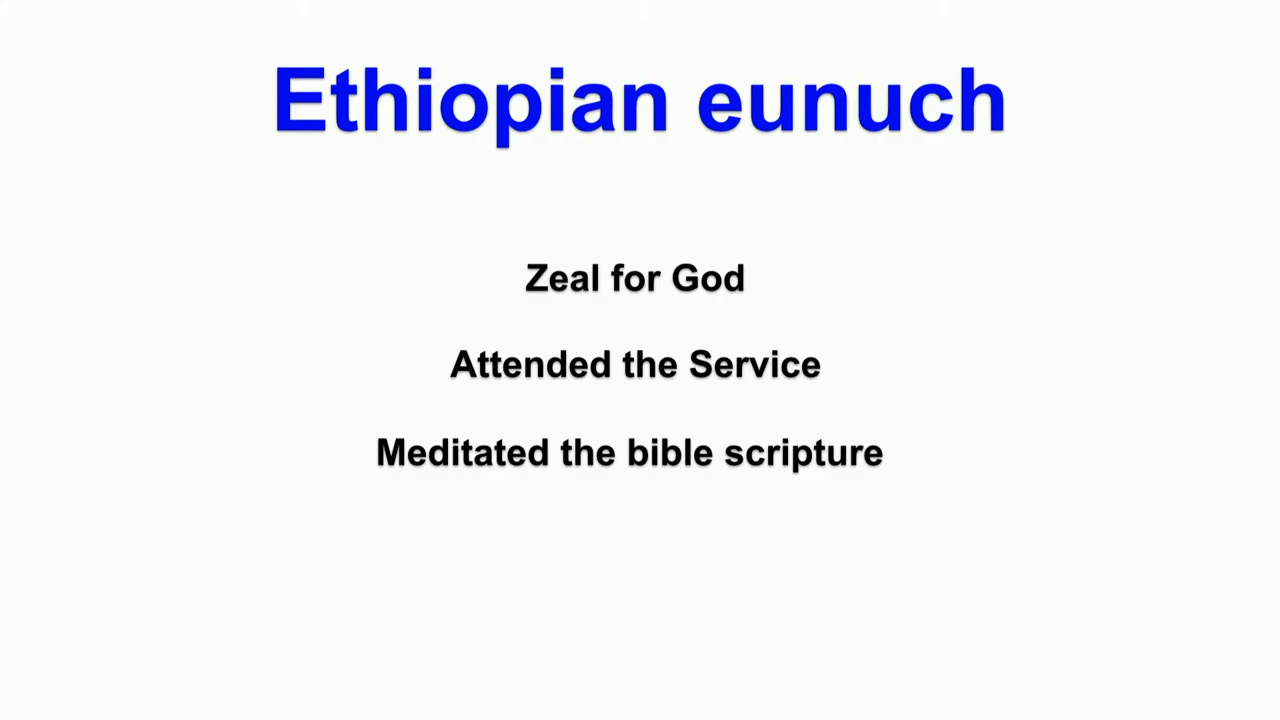 Ethiopian eunuch
Zeal for God
Attended the Service
Meditated the bible scripture